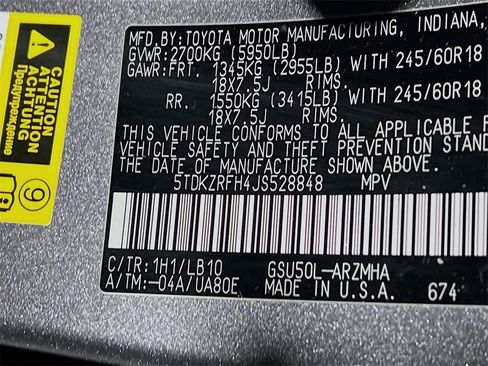 MFD.BY:TOYOTA MOTOR MANUFACTURING, INDIANA,
GVWR:2700KG (5950LB)
GAWR:FRT. 1345KG (2955LB) WITH 245/60R18
18X7.5J RIMS.
RR. 1550KG (3415LB) WITH 245/60R18
18X7.5J RIMS.
THIS VEHICLE CONFORMS TO ALL APPLICABLE
VEHICLE SAFETY AND THEFT PREVENTION STAND
THE DATE OF MANUFACTURE SHOWN ABOVE.
5TDKZRFH4JS528848 MPV
C/TR:1H1/LB10 GSU50L-ARZMHA
A/TM:-04A/UA80E MADE IN U.S.A. 674
CAUTION
ATTENTION
ACHTUNG
Предупреждение
9